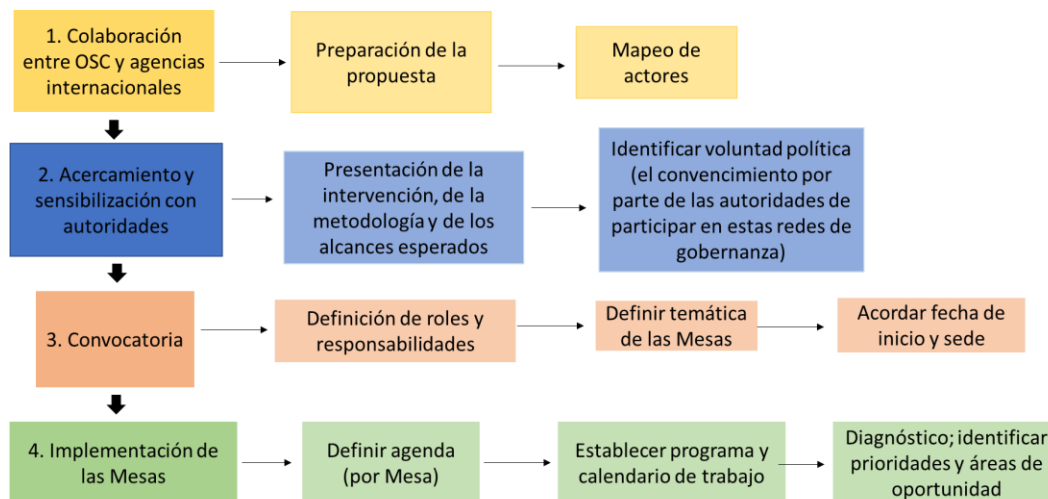 1. Colaboración
entre OSC y agencias
internacionales
Preparación de la
propuesta
Mapeo de
actores
2. Acercamiento y
sensibilización con
autoridades
Presentación de la
intervención, de la
metodología y de los
alcances esperados
Identificar voluntad política
(el convencimiento por
parte de las autoridades de
participar en estas redes de
gobernanza)
3. Convocatoria
Definición de roles y
responsabilidades
Definir temática
de las Mesas
Acordar fecha de
inicio y sede
4. Implementación de
las Mesas
Definir agenda
(por Mesa)
Establecer programa y
calendario de trabajo
Diagnóstico; identificar
prioridades y áreas de
oportunidad